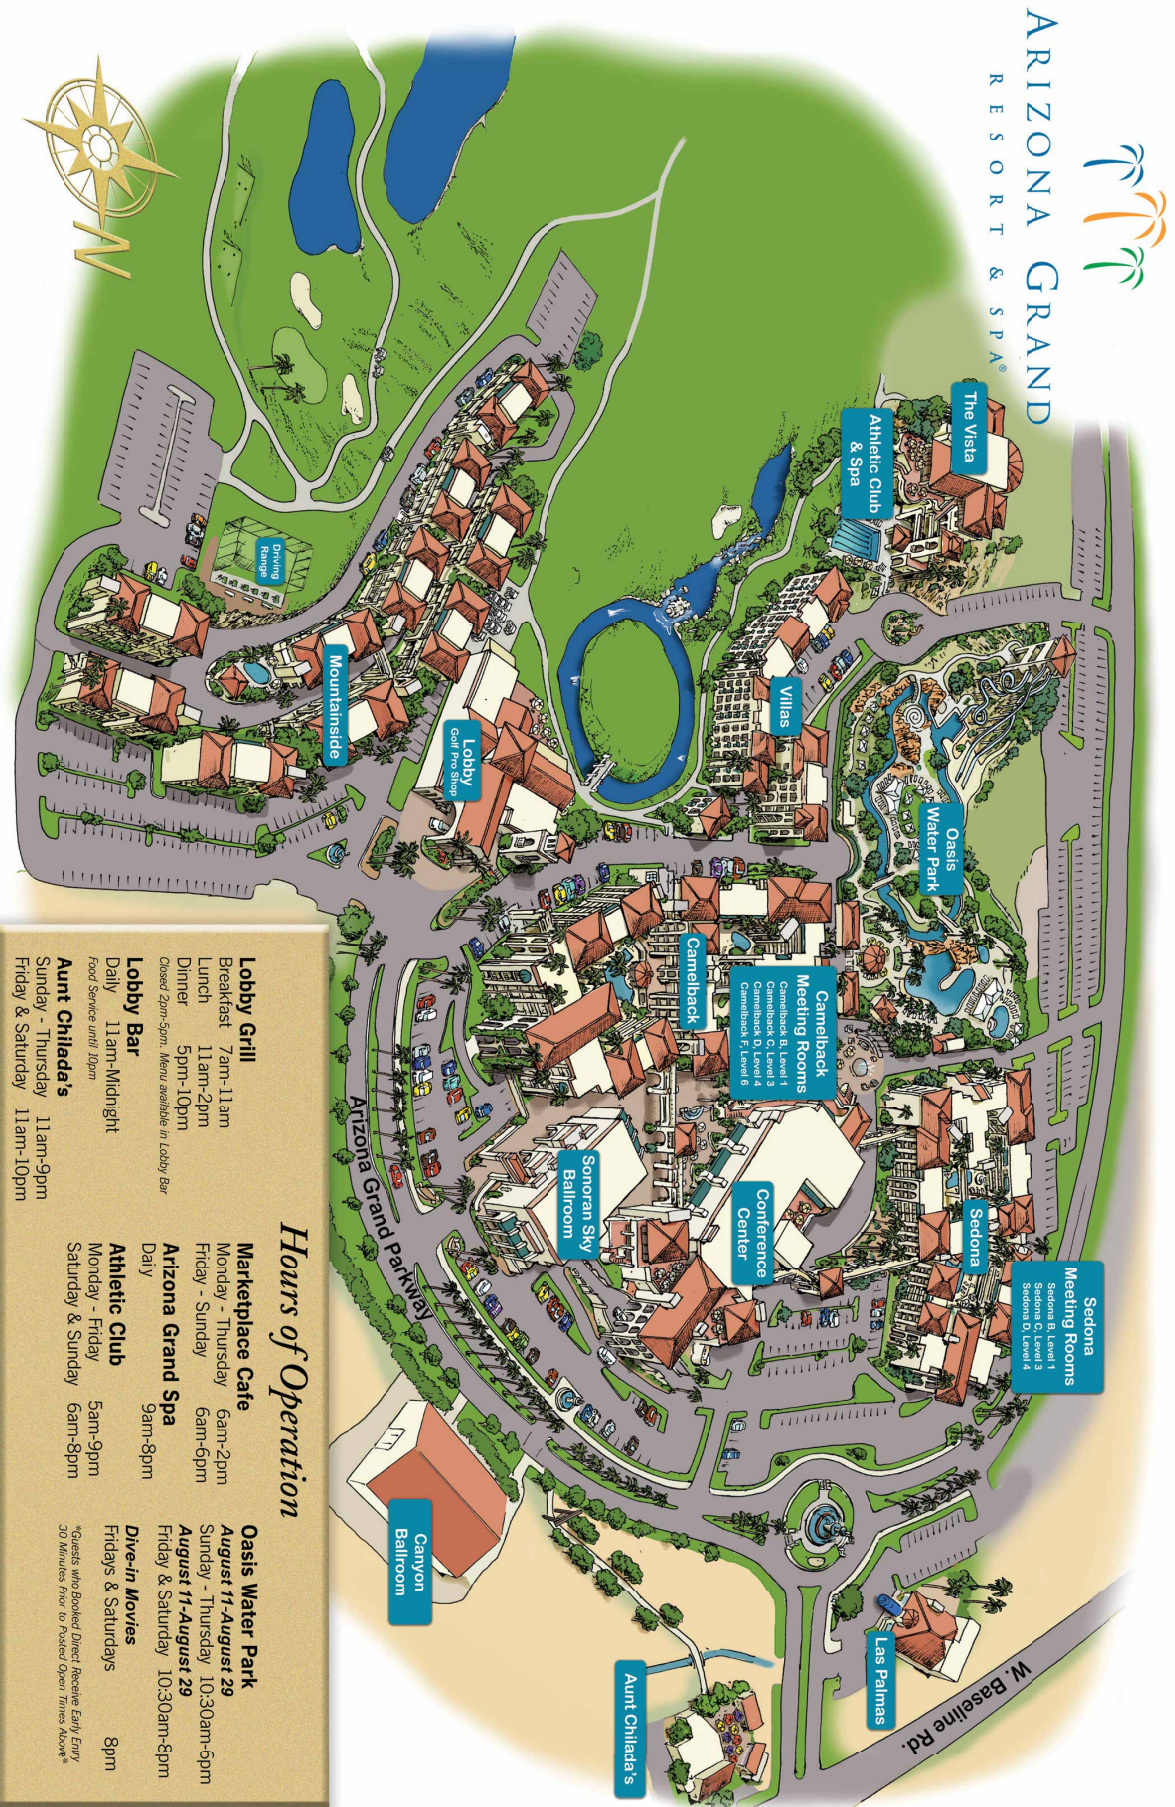 ARIZONA GRAND
RESORT & SPA®
The Vista
Athletic Club
& Spa
Oasis
Water Park
Villas
Driving
Range
Mountainside
Lobby
Golf Pro Shop
Camelback
Camelback
Meeting Rooms
Camelback B, Level 1
Camelback C, Level 3
Camelback D, Level 4
Camelback F, Level 6
Sedona
Sedona
Meeting Rooms
Sedona B, Level 1
Sedona C, Level 3
Sedona D, Level 4
Conference
Center
Sonoran Sky
Ballroom
Canyon
Ballroom
Las Palmas
Aunt Chilada's
W. Baseline Rd.
Arizona Grand Parkway
N
Hours of Operation
Lobby Grill
Breakfast 7am-11am
Lunch 11am-2pm
Dinner 5pm-10pm
Closed 2pm-5pm. Menu available in Lobby Bar
Lobby Bar
Daily 11am-Midnight
Food Service until 10pm
Aunt Chilada's
Sunday - Thursday 11am-9pm
Friday & Saturday 11am-10pm
Marketplace Cafe
Monday - Thursday 6am-2pm
Friday - Sunday 6am-6pm
Arizona Grand Spa
Daiy 9am-8pm
Athletic Club
Monday - Friday 5am-9pm
Saturday & Sunday 6am-8pm
Oasis Water Park
August 11-August 29
Sunday - Thursday 10:30am-6pm
August 11-August 29
Friday & Saturday 10:30am-8pm
Dive-in Movies
Fridays & Saturdays 8pm
*Guests who Booked Direct Receive Early Enry
30 Minutes Prior to Posted Open Times Above*